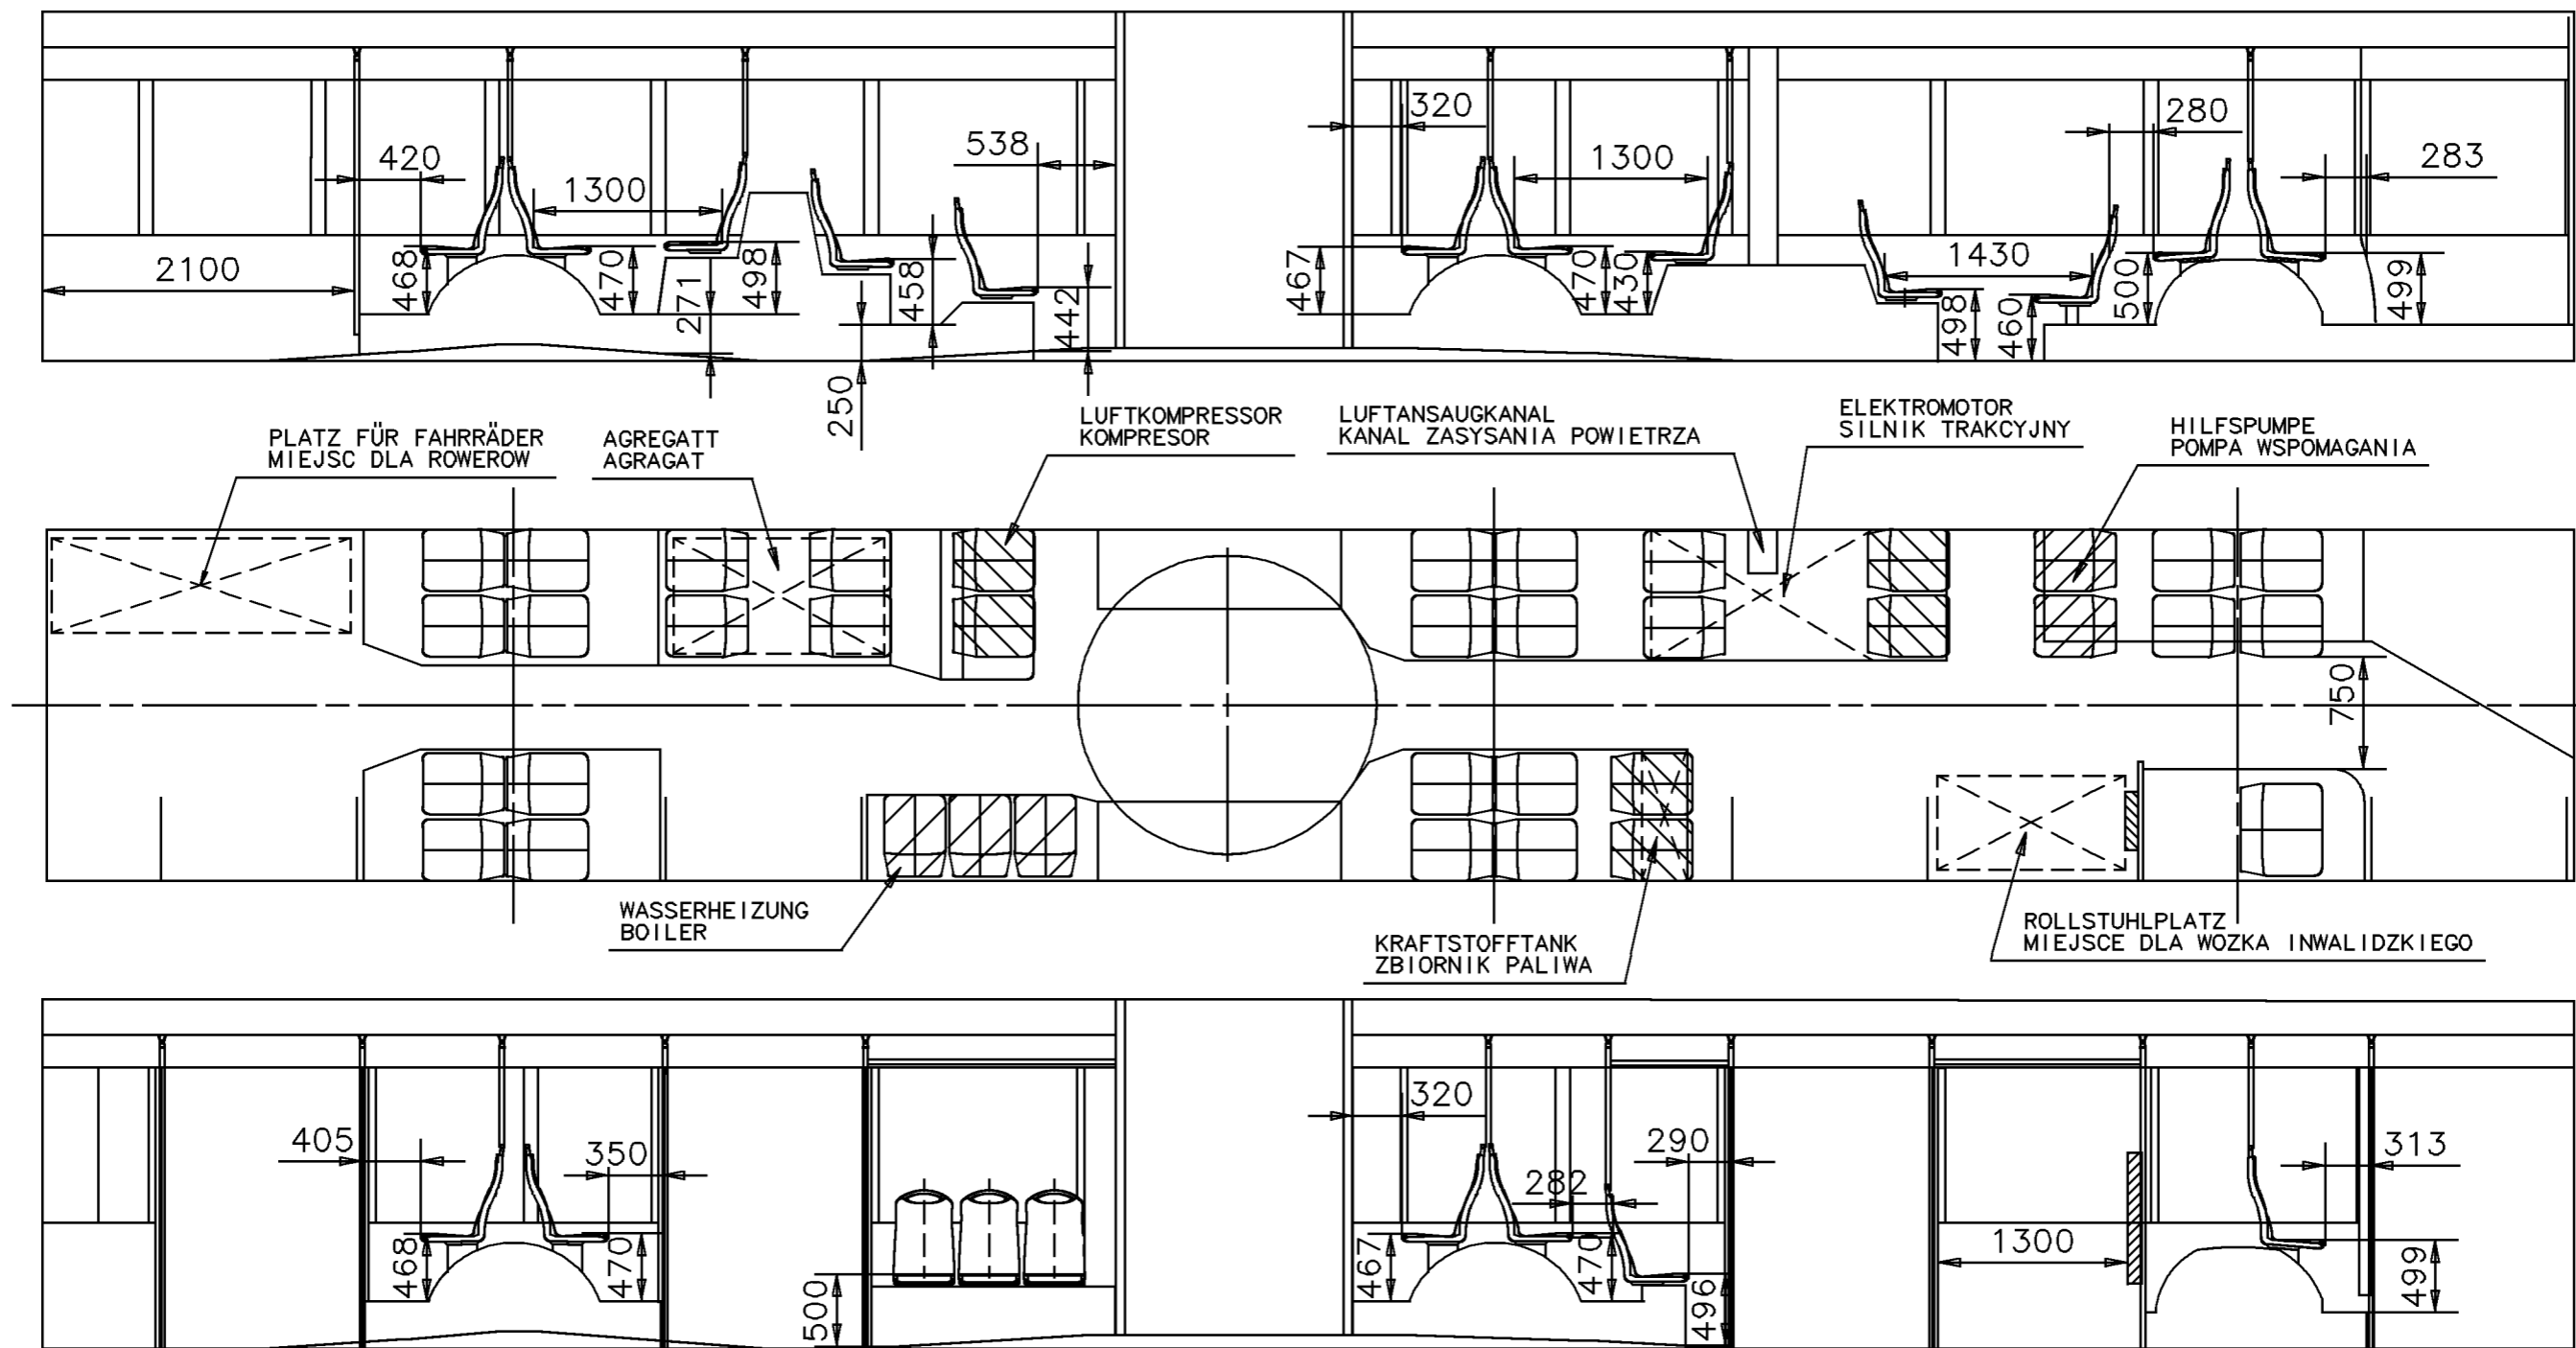 320
280
420
538
1300
283
1300
2100
468
470
271
498
458
442
467
470
430
1430
498
460
500
499
250
PLATZ FÜR FAHRRÄDER
MIEJSC DLA ROWEROW
AGREGATT
AGRAGAT
LUFTKOMPRESSOR
KOMPRESOR
LUFTANSAUGKANAL
KANAL ZASYSANIA POWIETRZA
ELEKTROMOTOR
SILNIK TRAKCYJNY
HILFSPUMPE
POMPA WSPOMAGANIA
750
WASSERHEIZUNG
BOILER
KRAFTSTOFFTANK
ZBIORNIK PALIWA
ROLLSTUHLPLATZ
MIEJSCE DLA WOZKA INWALIDZKIEGO
320
405
350
290
313
282
468
470
500
467
470
496
1300
499